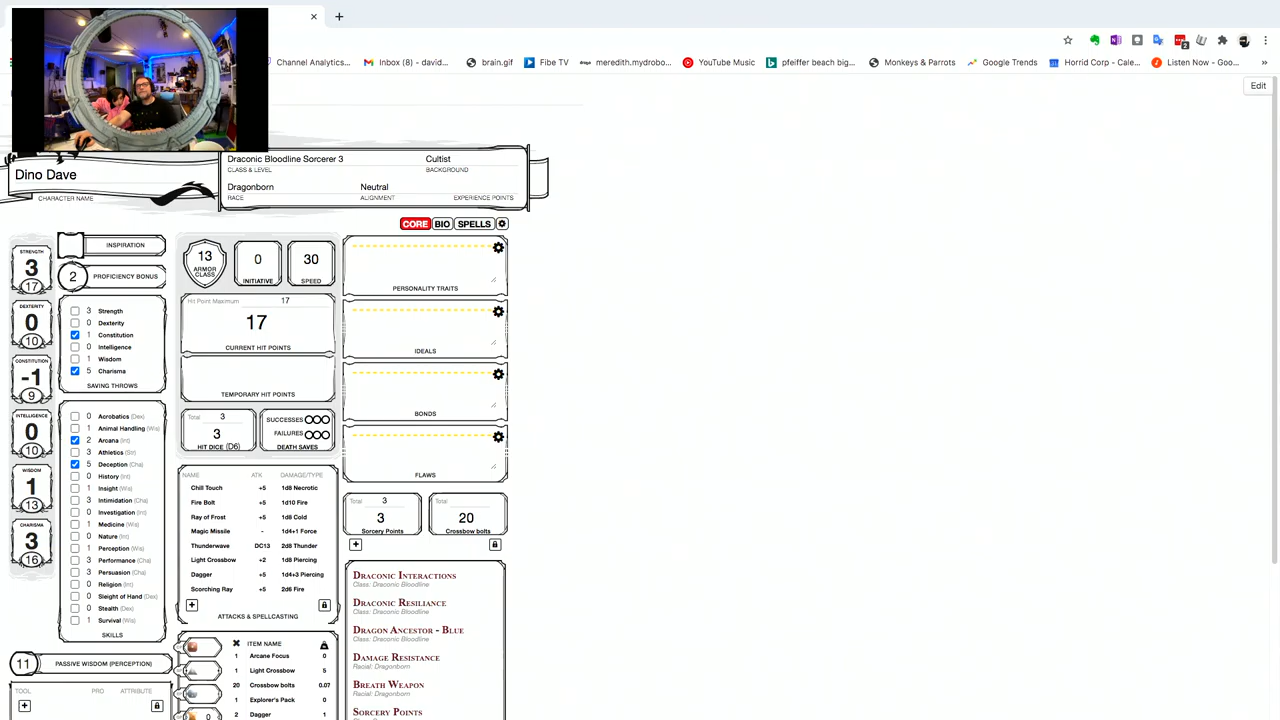 Channel Analytics...
Inbox (8) - david...
brain.gif
Fibe TV
meredith.mydrobo...
YouTube Music
pfeiffer beach big...
Monkeys & Parrots
Google Trends
Horrid Corp - Cale...
Listen Now - Goo...
Edit
Dino Dave
CHARACTER NAME
Draconic Bloodline Sorcerer 3
CLASS & LEVEL
Cultist
BACKGROUND
Dragonborn
RACE
Neutral
ALIGNMENT
EXPERIENCE POINTS
CORE
BIO
SPELLS
STRENGTH
3
17
DEXTERITY
0
10
CONSTITUTION
-1
9
INTELLIGENCE
0
10
WISDOM
1
13
CHARISMA
3
16
INSPIRATION
2 PROFICIENCY BONUS
3 Strength
0 Dexterity
1 Constitution
0 Intelligence
1 Wisdom
5 Charisma
SAVING THROWS
0 Acrobatics (Dex)
1 Animal Handling (Wis)
2 Arcana (Int)
3 Athletics (Str)
5 Deception (Cha)
0 History (Int)
1 Insight (Wis)
3 Intimidation (Cha)
0 Investigation (Int)
1 Medicine (Wis)
0 Nature (Int)
1 Perception (Wis)
3 Performance (Cha)
3 Persuasion (Cha)
0 Religion (Int)
0 Sleight of Hand (Dex)
0 Stealth (Dex)
1 Survival (Wis)
SKILLS
11 PASSIVE WISDOM (PERCEPTION)
TOOL PRO ATTRIBUTE
13
ARMOR
CLASS
0
INITIATIVE
30
SPEED
Hit Point Maximum 17
17
CURRENT HIT POINTS
TEMPORARY HIT POINTS
Total 3
3
HIT DICE (D6)
SUCCESSES
FAILURES
DEATH SAVES
NAME ATK DAMAGE/TYPE
Chill Touch +5 1d8 Necrotic
Fire Bolt +5 1d10 Fire
Ray of Frost +5 1d8 Cold
Magic Missile - 1d4+1 Force
Thunderwave DC13 2d8 Thunder
Light Crossbow +2 1d8 Piercing
Dagger +5 1d4+3 Piercing
Scorching Ray +5 2d6 Fire
ATTACKS & SPELLCASTING
ITEM NAME
1 Arcane Focus 0
1 Light Crossbow 5
20 Crossbow bolts 0.07
1 Explorer's Pack 0
2 Dagger 1
0
PERSONALITY TRAITS
IDEALS
BONDS
FLAWS
Total 3
3
Sorcery Points
Total
20
Crossbow bolts
DRACONIC INTERACTIONS
Class: Draconic Bloodline
DRACONIC RESILIANCE
Class: Draconic Bloodline
DRAGON ANCESTOR - BLUE
Class: Draconic Bloodline
DAMAGE RESISTANCE
Racial: Dragonborn
BREATH WEAPON
Racial: Dragonborn
SORCERY POINTS